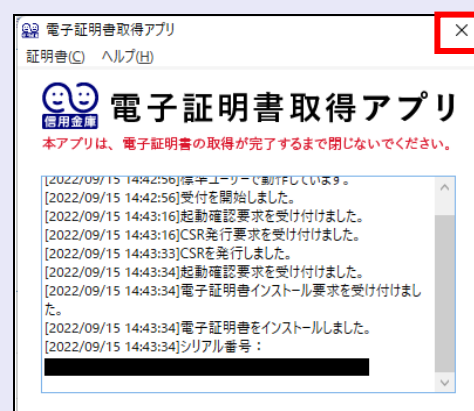 電子証明書取得アプリ
証明書(C) ヘルプ(H)
信用金庫
電子証明書取得アプリ
本アプリは、電子証明書の取得が完了するまで閉じないでください。
[2022/09/15 14:42:56]標準ユーザーで動作しています。
[2022/09/15 14:42:56]受付を開始しました。
[2022/09/15 14:43:16]起動確認要求を受け付けました。
[2022/09/15 14:43:16]CSR発行要求を受け付けました。
[2022/09/15 14:43:33]CSRを発行しました。
[2022/09/15 14:43:34]起動確認要求を受け付けました。
[2022/09/15 14:43:34]電子証明書インストール要求を受け付けまし
た。
[2022/09/15 14:43:34]電子証明書をインストールしました。
[2022/09/15 14:43:34]シリアル番号：